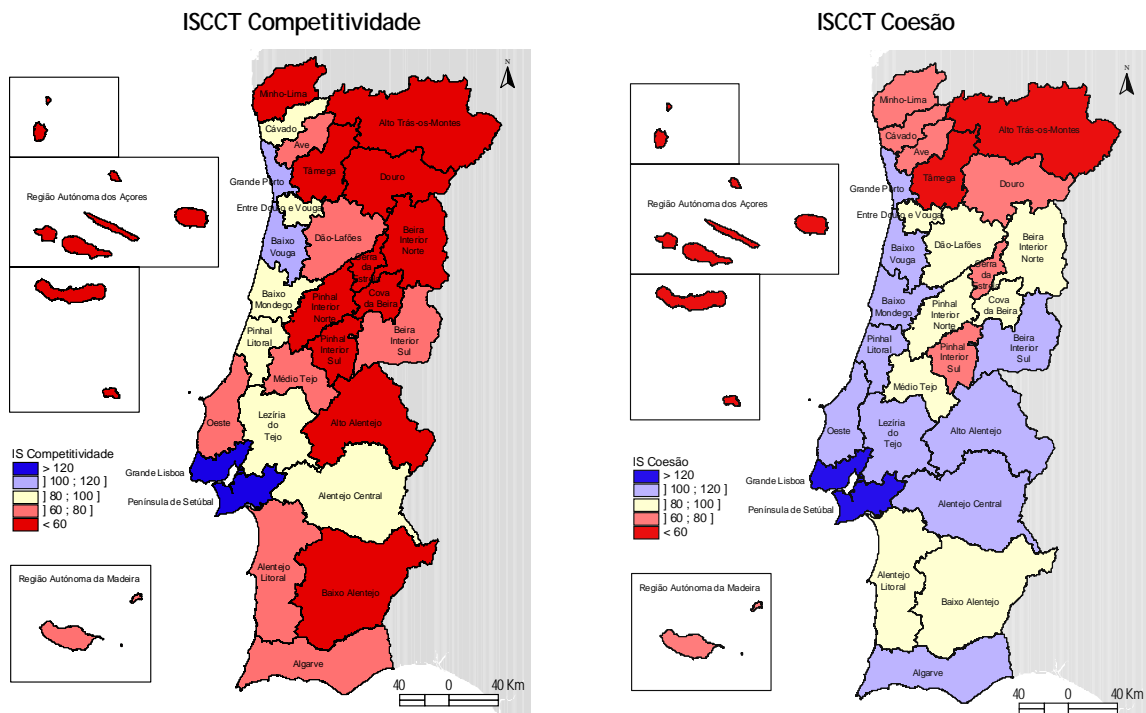 ISCCT Competitividade
N
Minho-Lima
Alto Trás-os-Montes
Cávado
Ave
Tâmega
Douro
Grande Porto
Entre Douro e Vouga
Região Autónoma dos Açores
Dão-Lafões
Beira
Interior
Norte
Baixo
Vouga
Serra
da
Estrela
Cova
da Beira
Baixo
Mondego
Pinhal
Interior
Norte
Pinhal
Litoral
Beira
Interior
Sul
Pinhal
Interior
Sul
Médio Tejo
Oeste
Lezíria
do
Tejo
Alto Alentejo
IS Competitividade
> 120
] 100 ; 120 ]
] 80 ; 100 ]
] 60 ; 80 ]
< 60
Grande Lisboa
Península de Setúbal
Alentejo Central
Alentejo
Litoral
Baixo Alentejo
Região Autónoma da Madeira
Algarve
40 0 40 Km
ISCCT Coesão
N
Minho-Lima
Alto Trás-os-Montes
Cávado
Ave
Tâmega
Douro
Grande Porto
Entre Douro e Vouga
Região Autónoma dos Açores
Dão-Lafões
Beira
Interior
Norte
Baixo
Vouga
Serra
da
Estrela
Cova
da Beira
Baixo
Mondego
Pinhal
Interior
Norte
Pinhal
Litoral
Beira
Interior
Sul
Pinhal
Interior
Sul
Médio Tejo
Oeste
Lezíria
do
Tejo
Alto Alentejo
IS Coesão
> 120
] 100 ; 120 ]
] 80 ; 100 ]
] 60 ; 80 ]
< 60
Grande Lisboa
Península de Setúbal
Alentejo Central
Alentejo
Litoral
Baixo Alentejo
Região Autónoma da Madeira
Algarve
40 0 40 Km